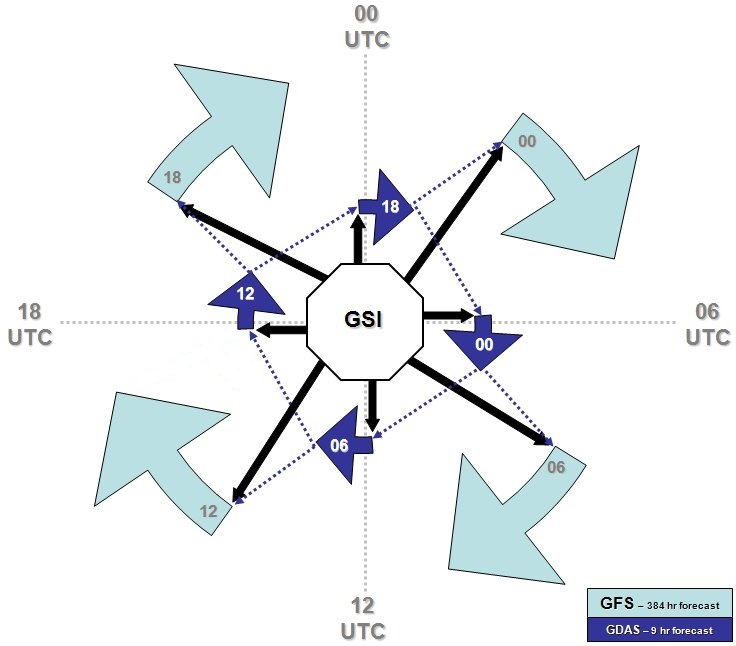 00
UTC
00
18
18
12
18
UTC
GSI
06
UTC
00
06
06
12
12
UTC
GFS – 384 hr forecast
GDAS – 9 hr forecast